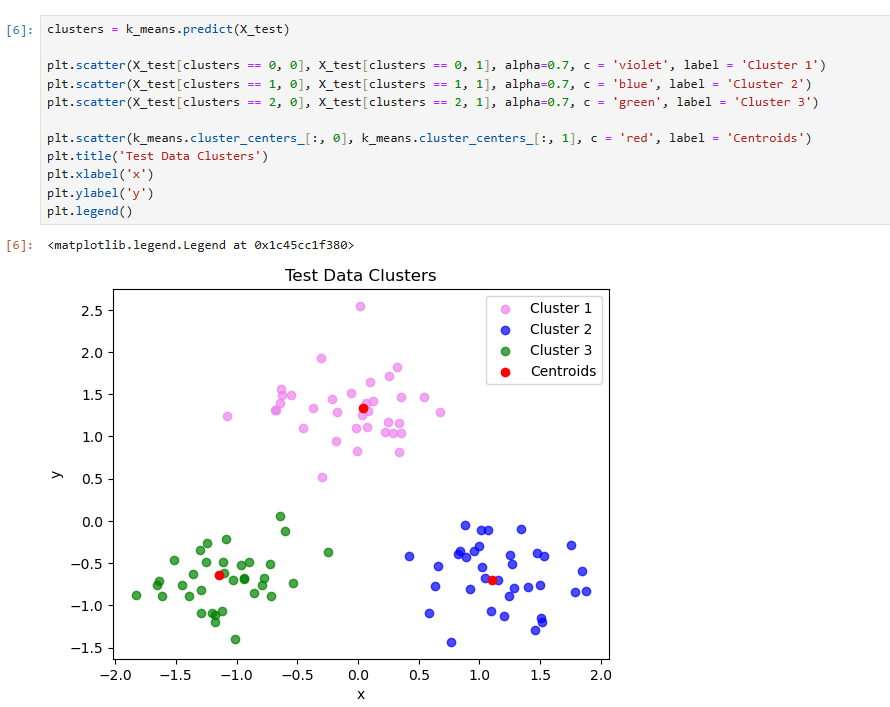 [6]: clusters = k_means.predict(X_test)
plt.scatter(X_test[clusters == 0, 0], X_test[clusters == 0, 1], alpha=0.7, c = 'violet', label = 'Cluster 1')
plt.scatter(X_test[clusters == 1, 0], X_test[clusters == 1, 1], alpha=0.7, c = 'blue', label = 'Cluster 2')
plt.scatter(X_test[clusters == 2, 0], X_test[clusters == 2, 1], alpha=0.7, c = 'green', label = 'Cluster 3')
plt.scatter(k_means.cluster_centers_[:, 0], k_means.cluster_centers_[:, 1], c = 'red', label = 'Centroids')
plt.title('Test Data Clusters')
plt.xlabel('x')
plt.ylabel('y')
plt.legend()
[6]: <matplotlib.legend.Legend at 0x1c45cc1f380>
Test Data Clusters
Cluster 1
Cluster 2
Cluster 3
Centroids
2.5
2.0
1.5
1.0
0.5
0.0
−0.5
−1.0
−1.5
y
−2.0 −1.5 −1.0 −0.5 0.0 0.5 1.0 1.5 2.0
x